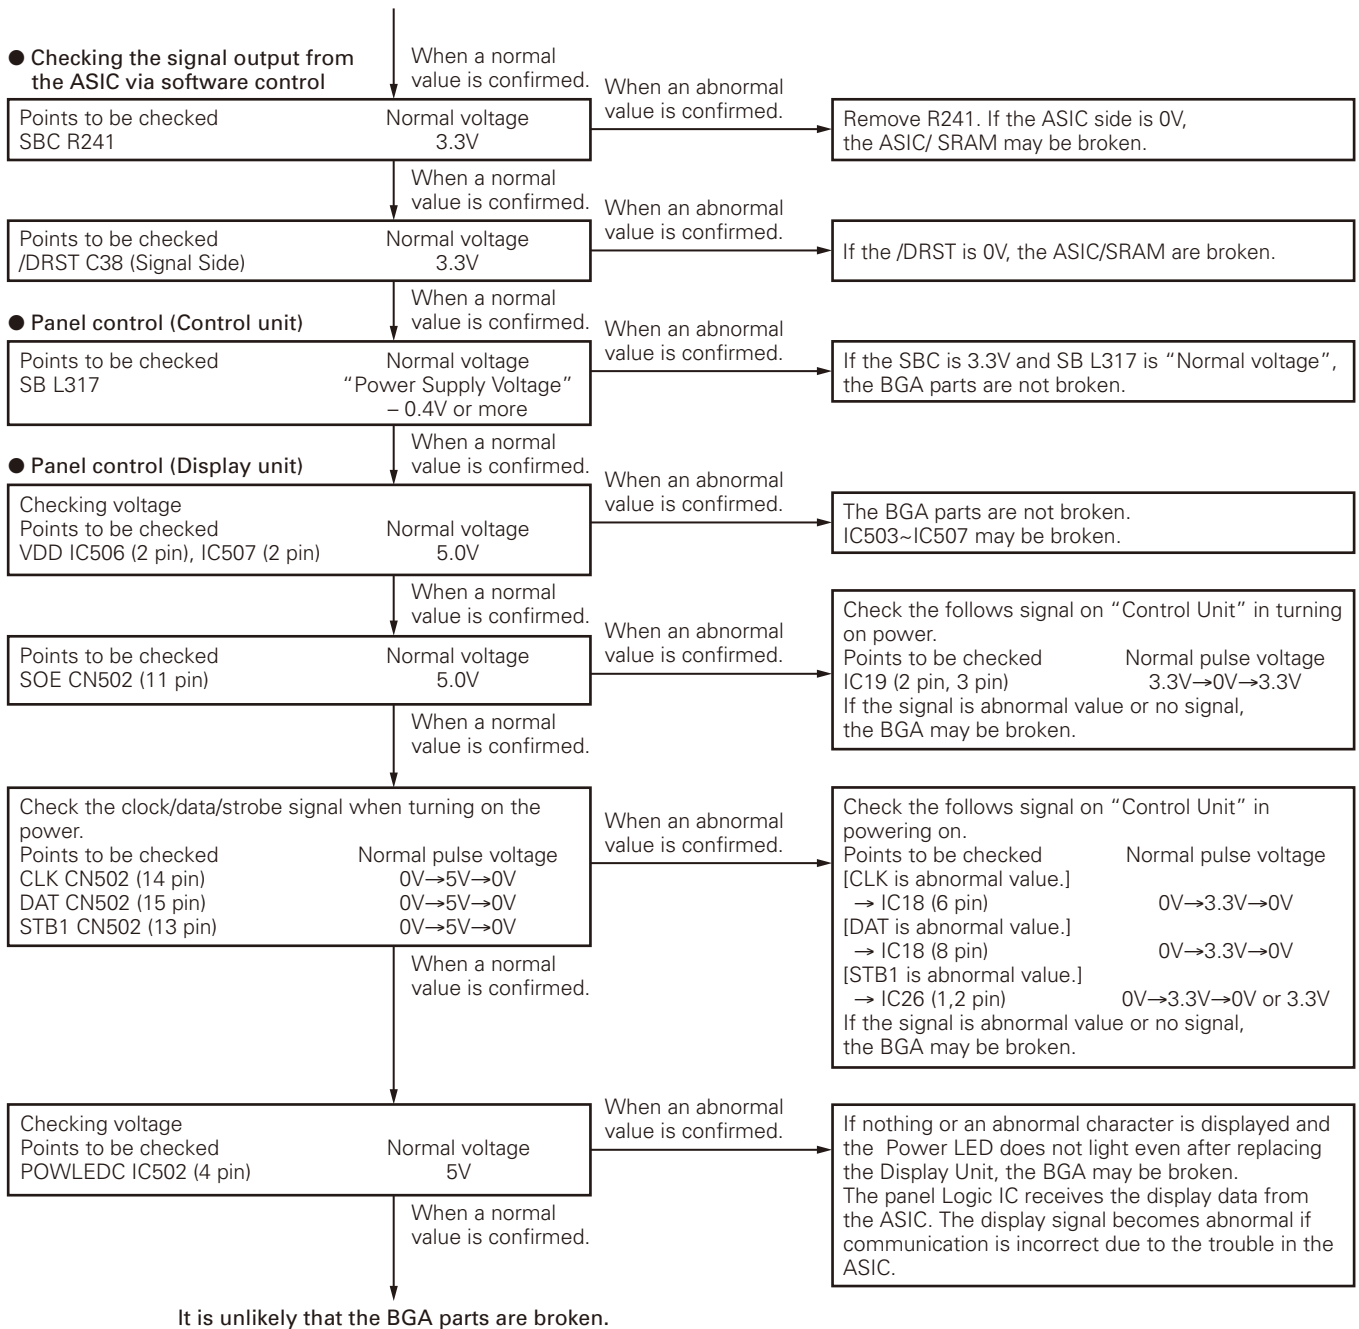 ● Checking the signal output from
the ASIC via software control
When a normal
value is confirmed.
Points to be checked Normal voltage
SBC R241 3.3V
When an abnormal
value is confirmed.
Remove R241. If the ASIC side is 0V,
the ASIC/ SRAM may be broken.
When a normal
value is confirmed.
Points to be checked Normal voltage
/DRST C38 (Signal Side) 3.3V
When an abnormal
value is confirmed.
If the /DRST is 0V, the ASIC/SRAM are broken.
When a normal
value is confirmed.
● Panel control (Control unit)
Points to be checked Normal voltage
SB L317 “Power Supply Voltage”
– 0.4V or more
When an abnormal
value is confirmed.
If the SBC is 3.3V and SB L317 is “Normal voltage”,
the BGA parts are not broken.
When a normal
value is confirmed.
● Panel control (Display unit)
Checking voltage
Points to be checked Normal voltage
VDD IC506 (2 pin), IC507 (2 pin) 5.0V
When an abnormal
value is confirmed.
The BGA parts are not broken.
IC503~IC507 may be broken.
When a normal
value is confirmed.
Points to be checked Normal voltage
SOE CN502 (11 pin) 5.0V
When an abnormal
value is confirmed.
Check the follows signal on “Control Unit” in turning
on power.
Points to be checked Normal pulse voltage
IC19 (2 pin, 3 pin) 3.3V→0V→3.3V
If the signal is abnormal value or no signal,
the BGA may be broken.
When a normal
value is confirmed.
Check the clock/data/strobe signal when turning on the
power.
Points to be checked Normal pulse voltage
CLK CN502 (14 pin) 0V→5V→0V
DAT CN502 (15 pin) 0V→5V→0V
STB1 CN502 (13 pin) 0V→5V→0V
When an abnormal
value is confirmed.
Check the follows signal on “Control Unit” in
powering on.
Points to be checked Normal pulse voltage
[CLK is abnormal value.]
→ IC18 (6 pin) 0V→3.3V→0V
[DAT is abnormal value.]
→ IC18 (8 pin) 0V→3.3V→0V
[STB1 is abnormal value.]
→ IC26 (1,2 pin) 0V→3.3V→0V or 3.3V
If the signal is abnormal value or no signal,
the BGA may be broken.
When a normal
value is confirmed.
Checking voltage
Points to be checked Normal voltage
POWLEDC IC502 (4 pin) 5V
When an abnormal
value is confirmed.
If nothing or an abnormal character is displayed and
the Power LED does not light even after replacing
the Display Unit, the BGA may be broken.
The panel Logic IC receives the display data from
the ASIC. The display signal becomes abnormal if
communication is incorrect due to the trouble in the
ASIC.
When a normal
value is confirmed.
It is unlikely that the BGA parts are broken.